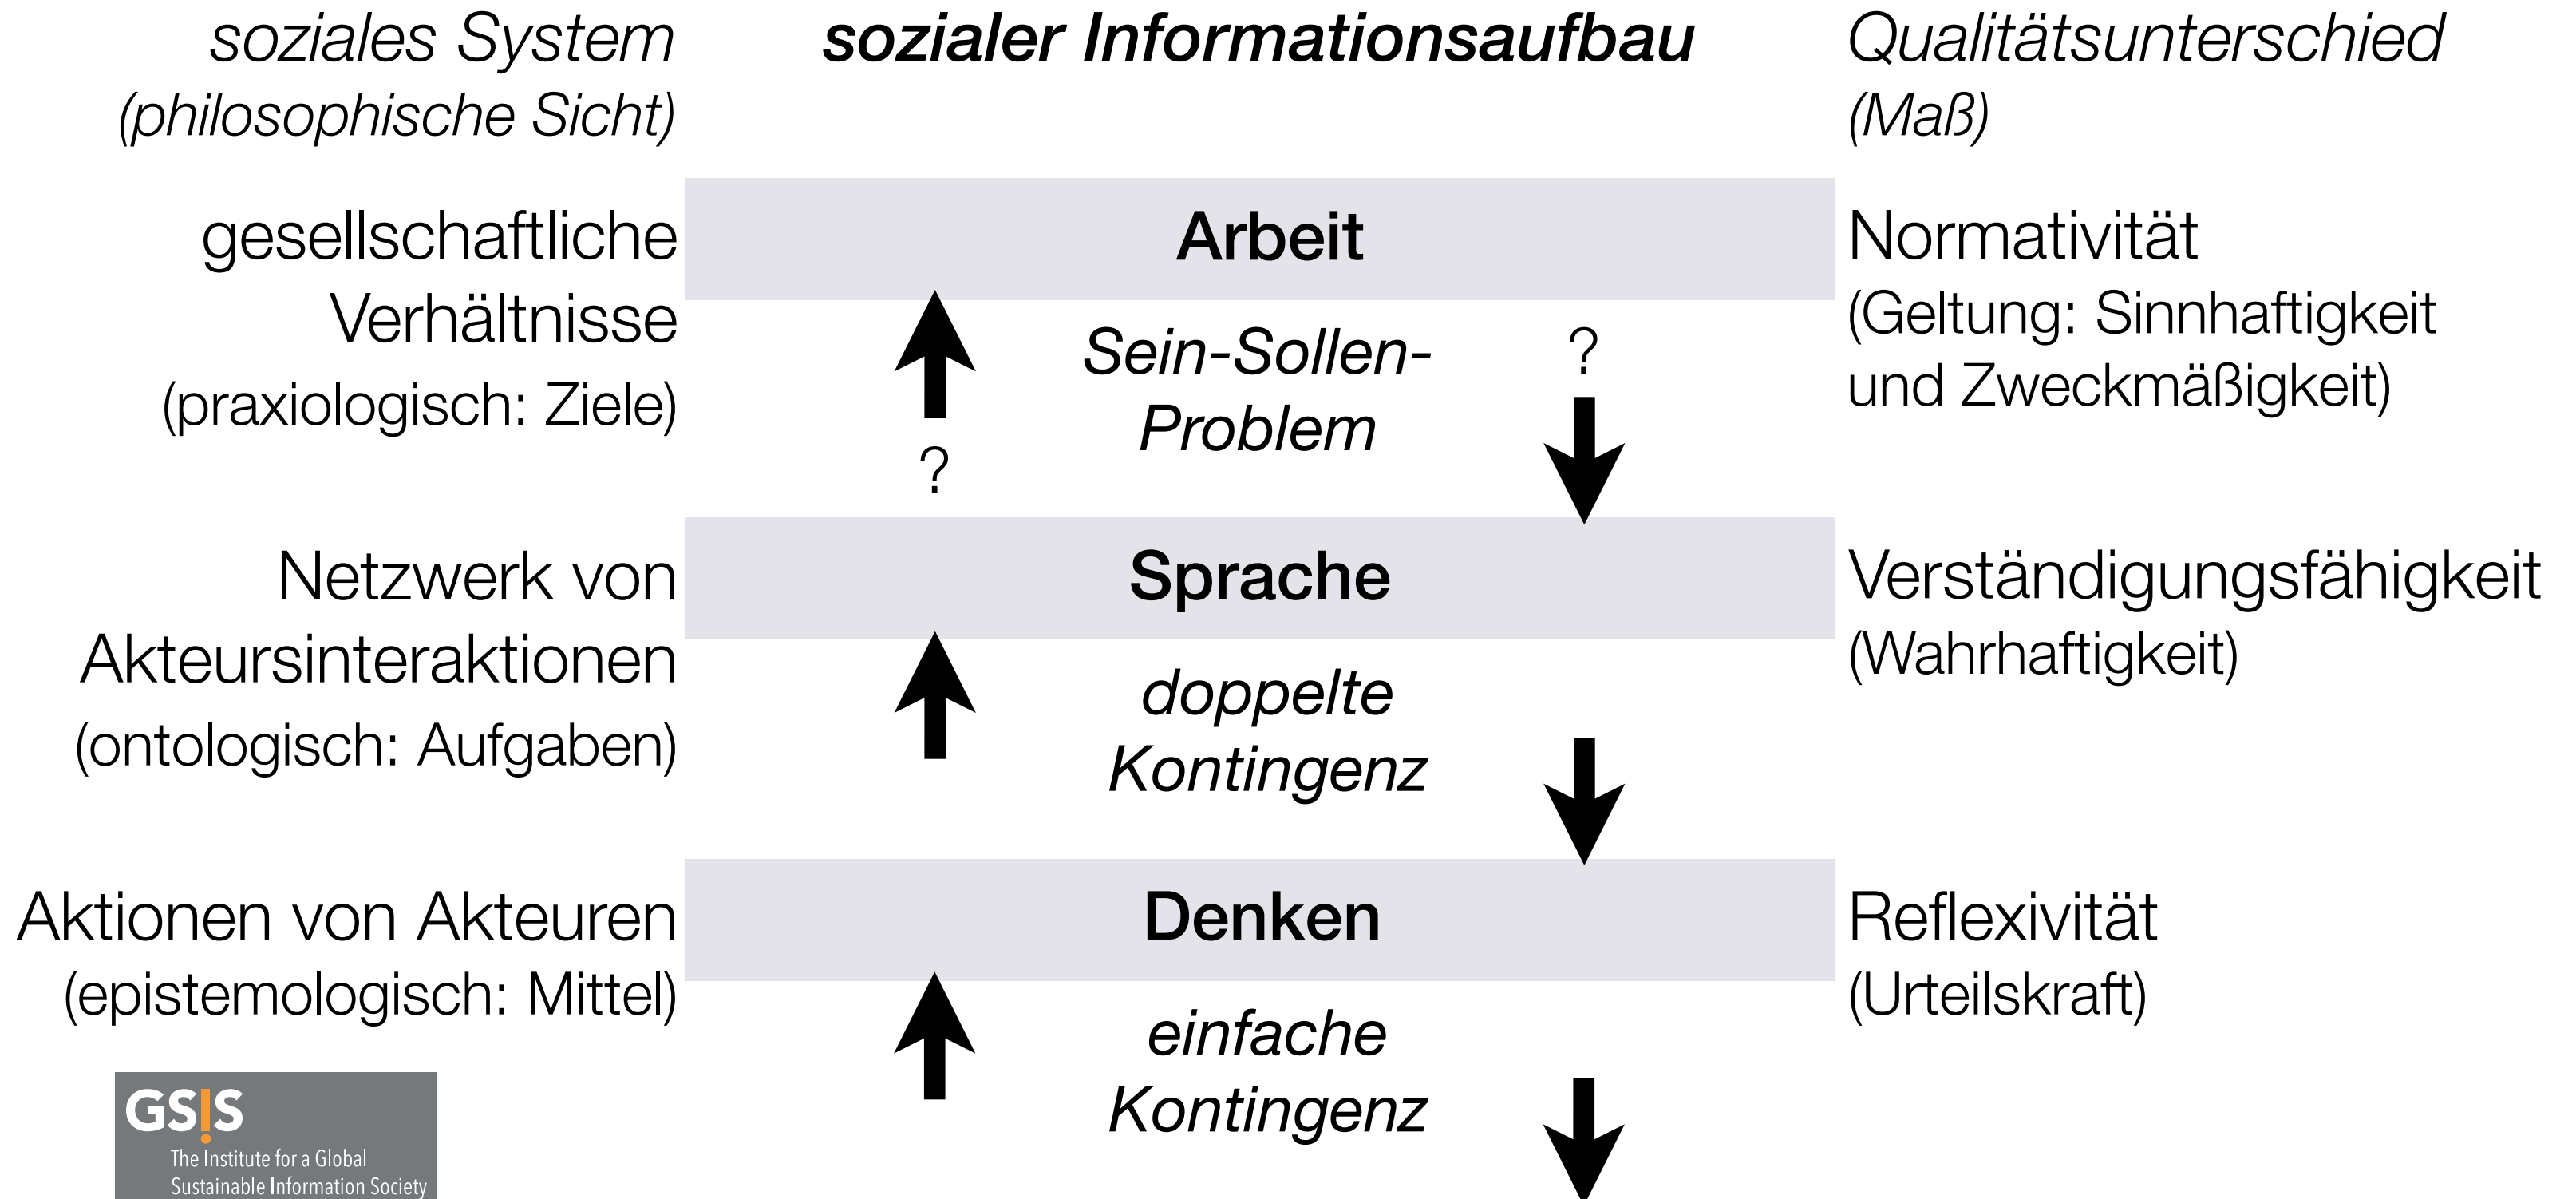 soziales System
(philosophische Sicht)
sozialer Informationsaufbau
Qualitätsunterschied
(Maß)
gesellschaftliche
Verhältnisse
(praxiologisch: Ziele)
Arbeit
Normativität
(Geltung: Sinnhaftigkeit
und Zweckmäßigkeit)
?
Sein-Sollen-
Problem
?
Netzwerk von
Akteursinteraktionen
(ontologisch: Aufgaben)
Sprache
Verständigungsfähigkeit
(Wahrhaftigkeit)
doppelte
Kontingenz
Aktionen von Akteuren
(epistemologisch: Mittel)
Denken
Reflexivität
(Urteilskraft)
einfache
Kontingenz
GS!S
The Institute for a Global
Sustainable Information Society